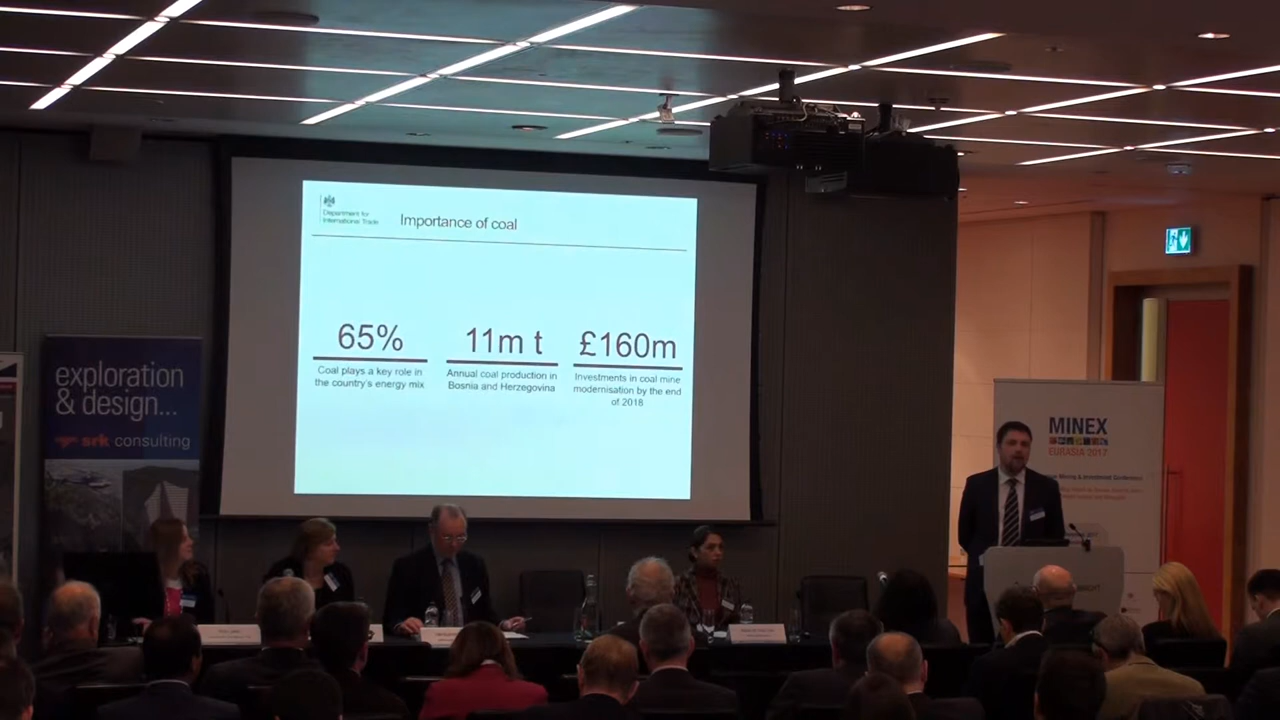 Department for
International Trade
Importance of coal
65%
Coal plays a key role in
the country's energy mix
11m t
Annual coal production in
Bosnia and Herzegovina
£160m
Investments in coal mine
modernisation by the end
of 2018
exploration
& design...
srk consulting
MINEX
EURASIA 2017